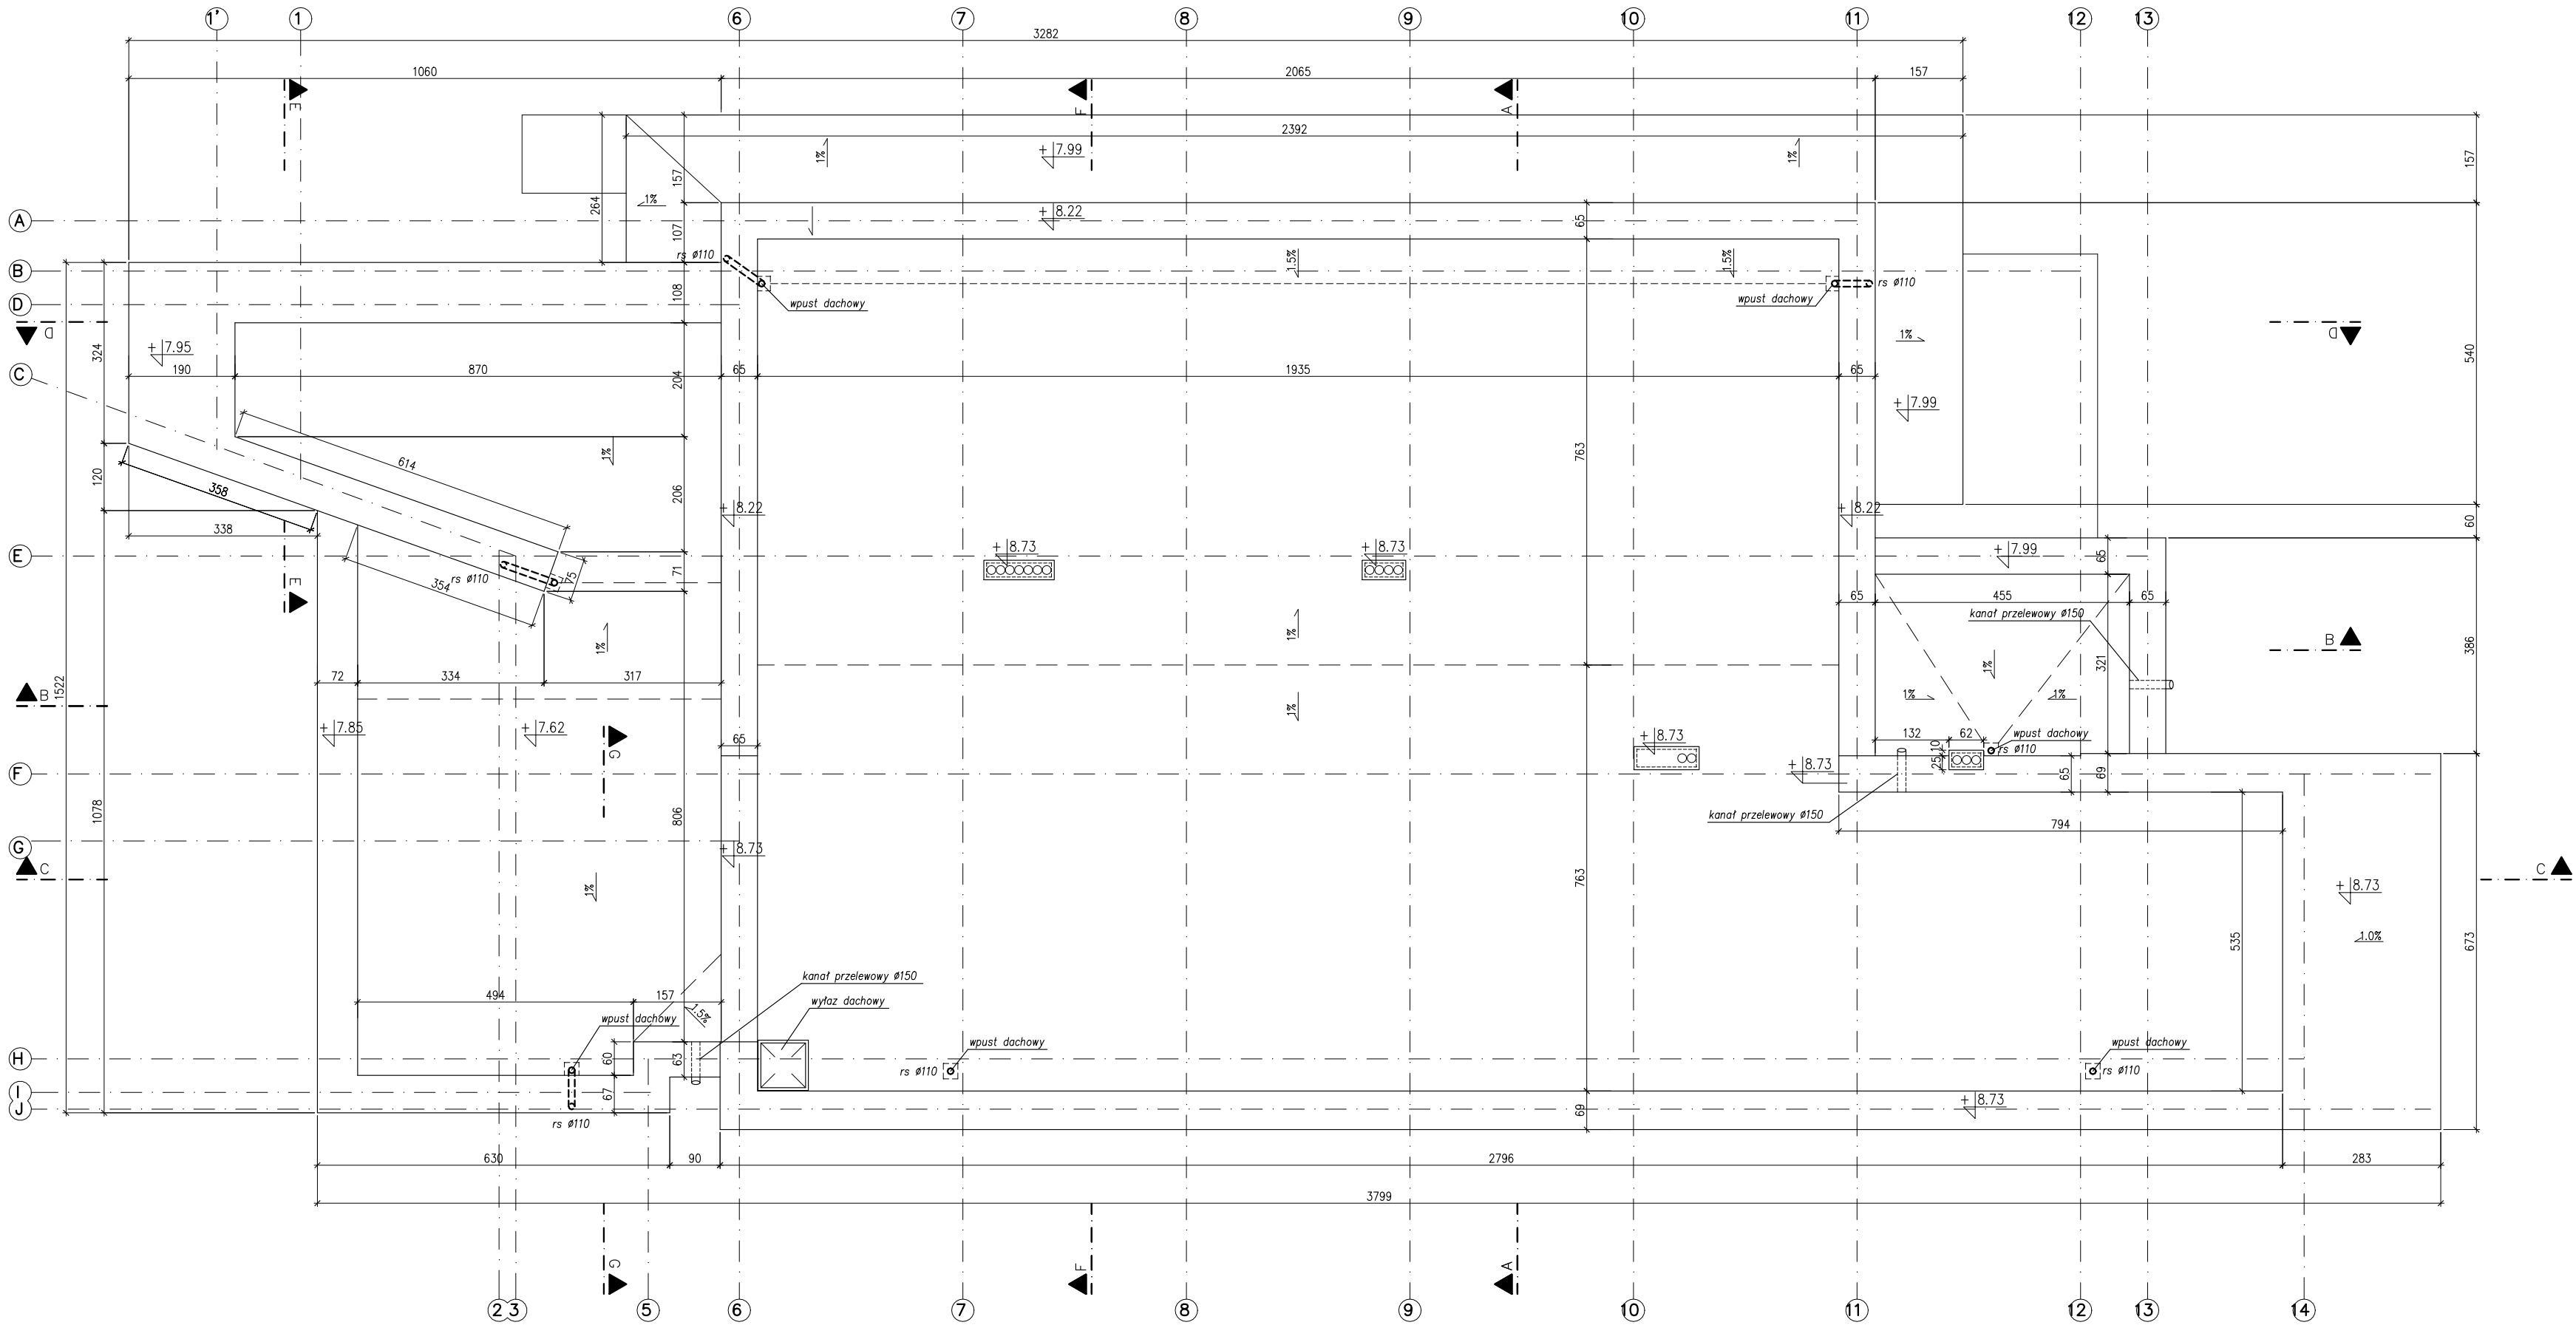 1' 1 6 7 8 9 10 11 12 13
3282
1060 2065 157
E F A
2392
1% + 7.99 1%
157 157
264 1%
A + 8.22 65
107
rs ø110
B 1.5% 1.5%
108 wpust dachowy wpust dachowy rs ø110
D
D D
324 + 7.95 1% 540
C 190 870 65 1935 65
204
+ 7.99
614 1% 763
120 358 206
338 + 8.22 + 8.22 60
E + 8.73 + 8.73 + 7.99 65
E rs ø110 75 71
354 65 455 65
kanał przelewowy ø150
1% 1% B
1% 321 386
72 334 317
B 1522 1% 1% 1%
+ 7.85 + 7.62 65 + 8.73 132 62 10 wpust dachowy
G rs ø110
F + 8.73 25 65 69
1078 806 kanał przelewowy ø150 794
G + 8.73
C C
1% 763 + 8.73
535 673
1.0%
kanał przelewowy ø150
494 157 wyłaz dachowy
1.5%
wpust dachowy
H 60 63 wpust dachowy wpust dachowy
rs ø110 rs ø110
I 67
J 69 + 8.73
rs ø110
630 90 2796 283
3799
G F A
2 3 5 6 7 8 9 10 11 12 13 14